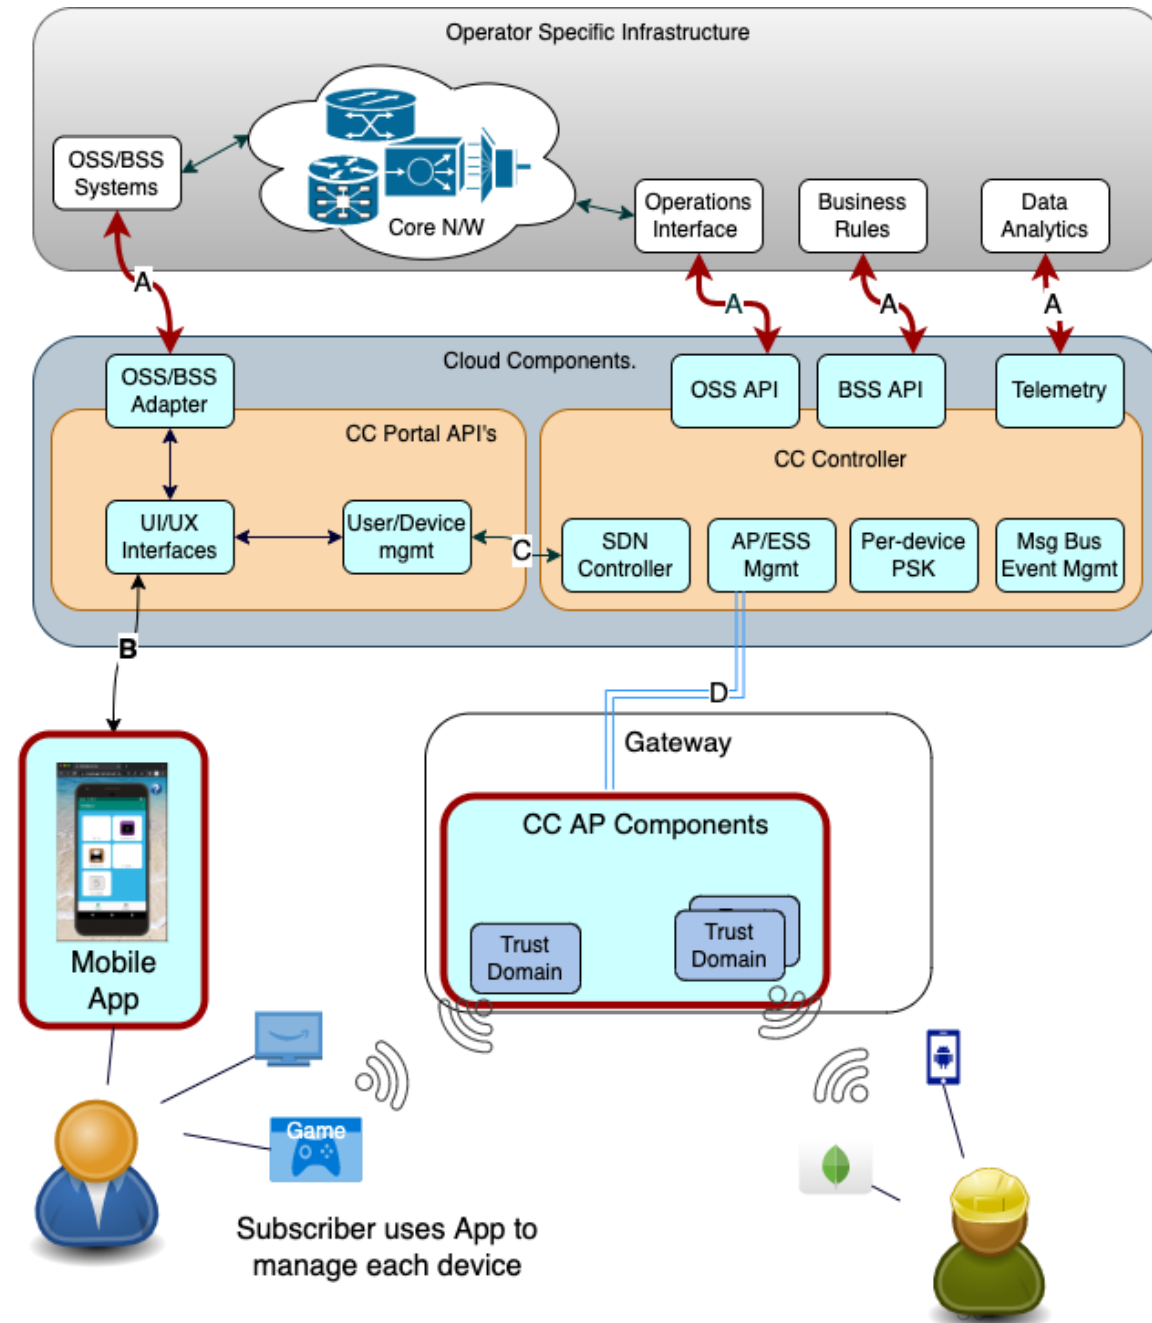 Operator Specific Infrastructure
OSS/BSS
Systems
Core N/W
Operations
Interface
Business
Rules
Data
Analytics
A
A
A
A
Cloud Components.
OSS/BSS
Adapter
OSS API
BSS API
Telemetry
CC Portal API's
CC Controller
UI/UX
Interfaces
User/Device
mgmt
C
SDN
Controller
AP/ESS
Mgmt
Per-device
PSK
Msg Bus
Event Mgmt
B
D
Gateway
CC AP Components
Trust
Domain
Trust
Domain
Mobile
App
Game
Subscriber uses App to
manage each device